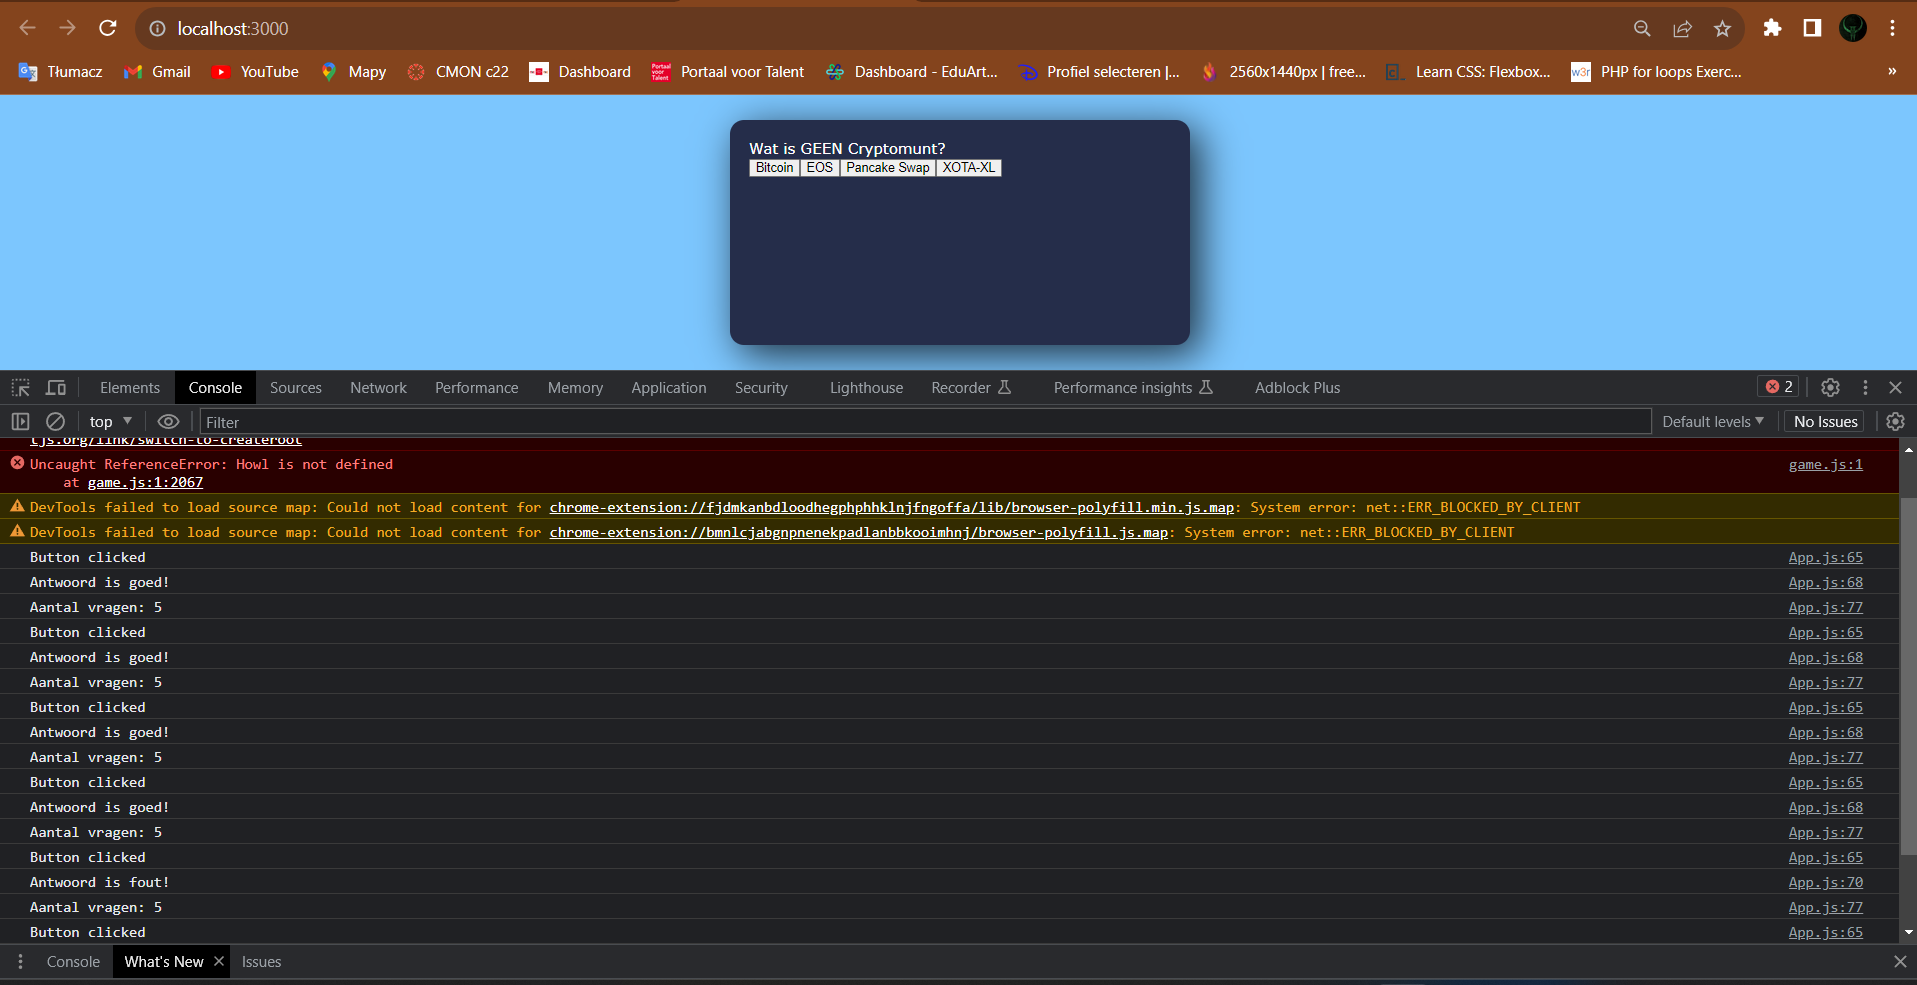 localhost:3000
Tłumacz Gmail YouTube Mapy CMON c22 Dashboard Portaal voor Talent Dashboard - EduArt... Profiel selecteren |... 2560x1440px | free... Learn CSS: Flexbox... PHP for loops Exerc... »
Wat is GEEN Cryptomunt?
Bitcoin EOS Pancake Swap XOTA-XL
Elements Console Sources Network Performance Memory Application Security Lighthouse Recorder Performance insights Adblock Plus 2
top Filter Default levels No Issues
tjs.org/link/switch-to-createroot
Uncaught ReferenceError: Howl is not defined game.js:1
at game.js:1:2067
DevTools failed to load source map: Could not load content for chrome-extension://fjdmkanbdloodhegphphhklnjfngoffa/lib/browser-polyfill.min.js.map: System error: net::ERR_BLOCKED_BY_CLIENT
DevTools failed to load source map: Could not load content for chrome-extension://bmnlcjabgnpnenekpadlanbbkooimhnj/browser-polyfill.js.map: System error: net::ERR_BLOCKED_BY_CLIENT
Button clicked App.js:65
Antwoord is goed! App.js:68
Aantal vragen: 5 App.js:77
Button clicked App.js:65
Antwoord is goed! App.js:68
Aantal vragen: 5 App.js:77
Button clicked App.js:65
Antwoord is goed! App.js:68
Aantal vragen: 5 App.js:77
Button clicked App.js:65
Antwoord is goed! App.js:68
Aantal vragen: 5 App.js:77
Button clicked App.js:65
Antwoord is fout! App.js:70
Aantal vragen: 5 App.js:77
Button clicked App.js:65
Console What's New Issues